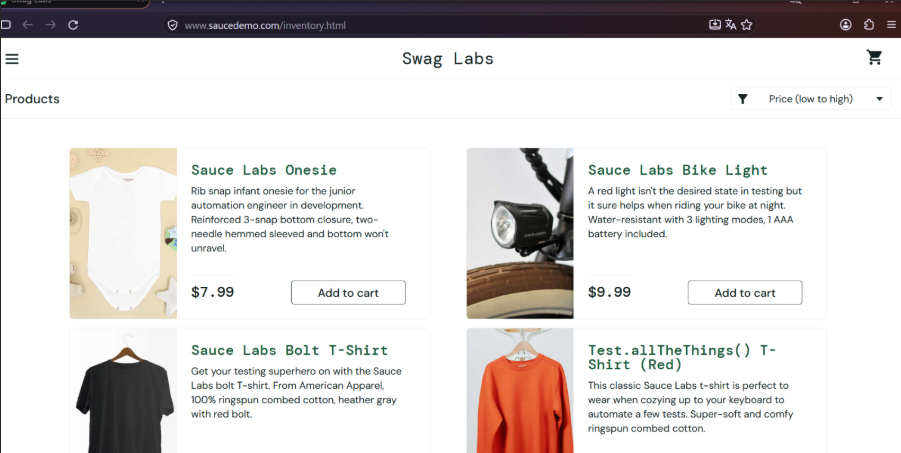 www.saucedemo.com/inventory.html
Swag Labs
Products
Price (low to high)
Sauce Labs Onesie
Rib snap infant onesie for the junior
automation engineer in development.
Reinforced 3-snap bottom closure, two-
needle hemmed sleeved and bottom won't
unravel.
$7.99
Add to cart
Sauce Labs Bike Light
A red light isn't the desired state in testing but
it sure helps when riding your bike at night.
Water-resistant with 3 lighting modes, 1 AAA
battery included.
$9.99
Add to cart
Sauce Labs Bolt T-Shirt
Get your testing superhero on with the Sauce
Labs bolt T-shirt. From American Apparel,
100% ringspun combed cotton, heather gray
with red bolt.
Test.allTheThings() T-
Shirt (Red)
This classic Sauce Labs t-shirt is perfect to
wear when cozying up to your keyboard to
automate a few tests. Super-soft and comfy
ringspun combed cotton.